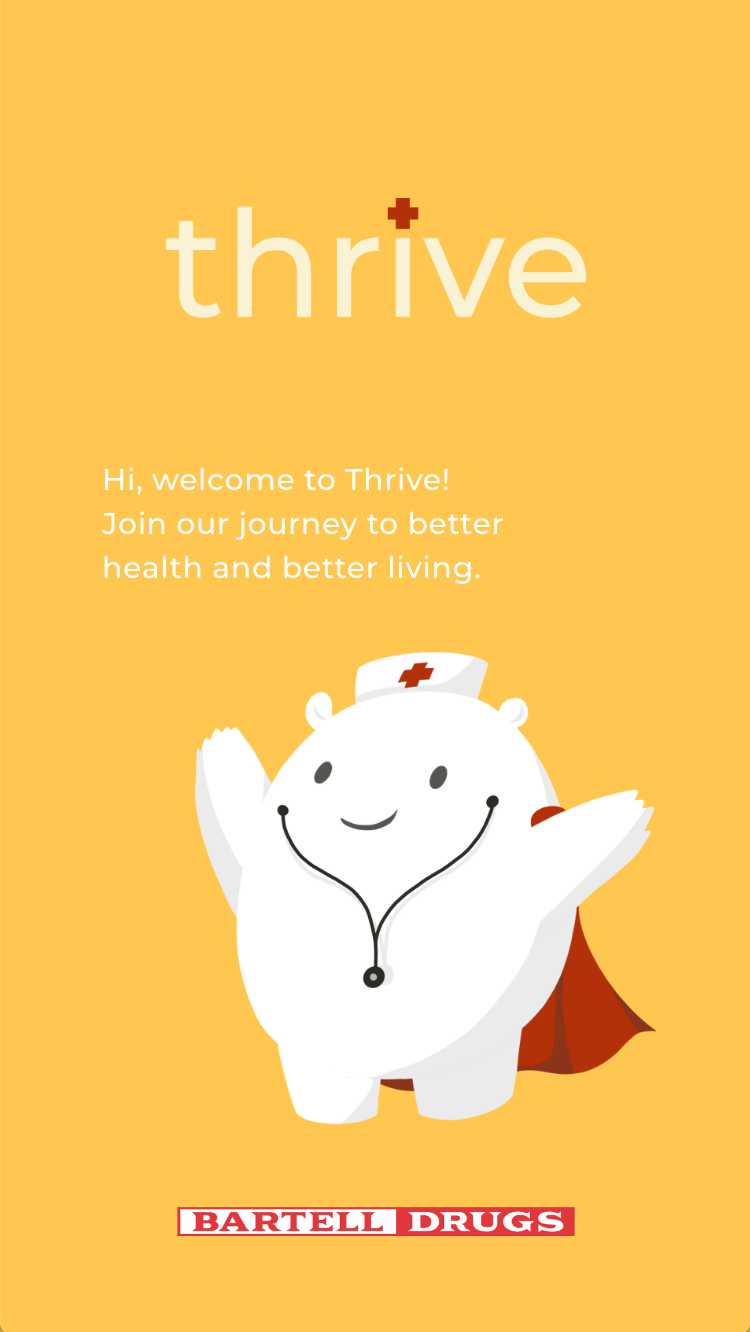 thrive
Hi, welcome to Thrive!
Join our journey to better
health and better living.
BARTELL DRUGS